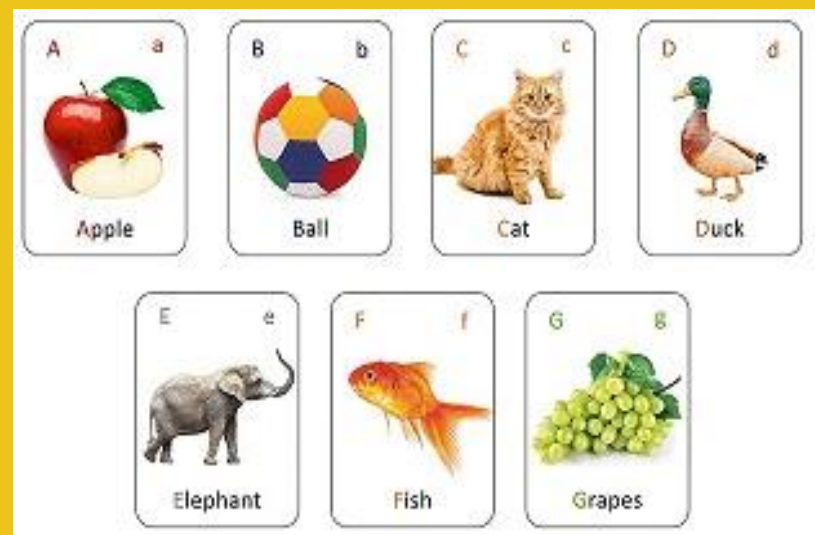 A a
Apple
B b
Ball
C c
Cat
D d
Duck
E e
Elephant
F f
Fish
G g
Grapes